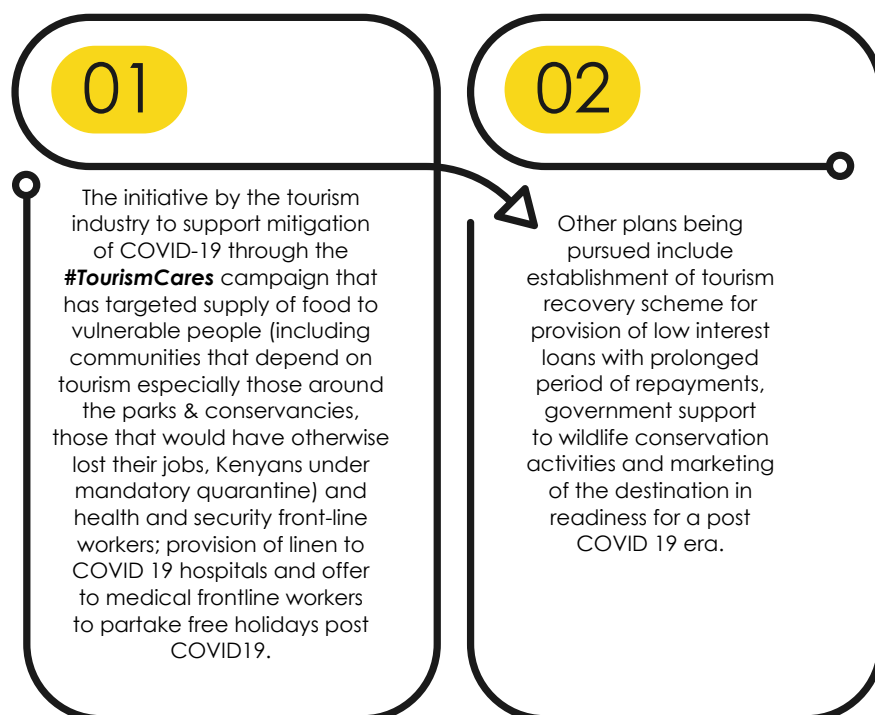 01
The initiative by the tourism
industry to support mitigation
of COVID-19 through the
#TourismCares campaign that
has targeted supply of food to
vulnerable people (including
communities that depend on
tourism especially those around
the parks & conservancies,
those that would have otherwise
lost their jobs, Kenyans under
mandatory quarantine) and
health and security front-line
workers; provision of linen to
COVID 19 hospitals and offer
to medical frontline workers
to partake free holidays post
COVID19.
02
Other plans being
pursued include
establishment of tourism
recovery scheme for
provision of low interest
loans with prolonged
period of repayments,
government support
to wildlife conservation
activities and marketing
of the destination in
readiness for a post
COVID 19 era.